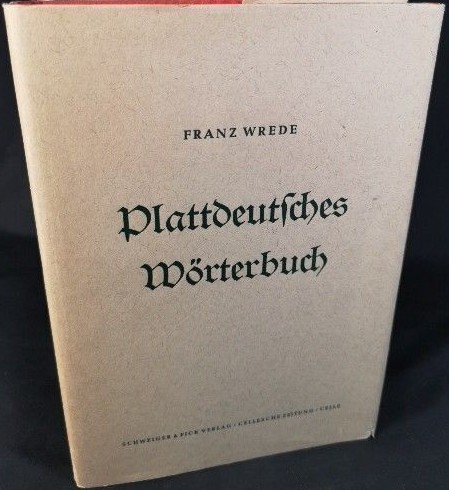 FRANZ WREDE
Plattdeutſches
Wörterbuch
SCHWEIGER & PICK VERLAG · CELLESCHE ZEITUNG · CELLE